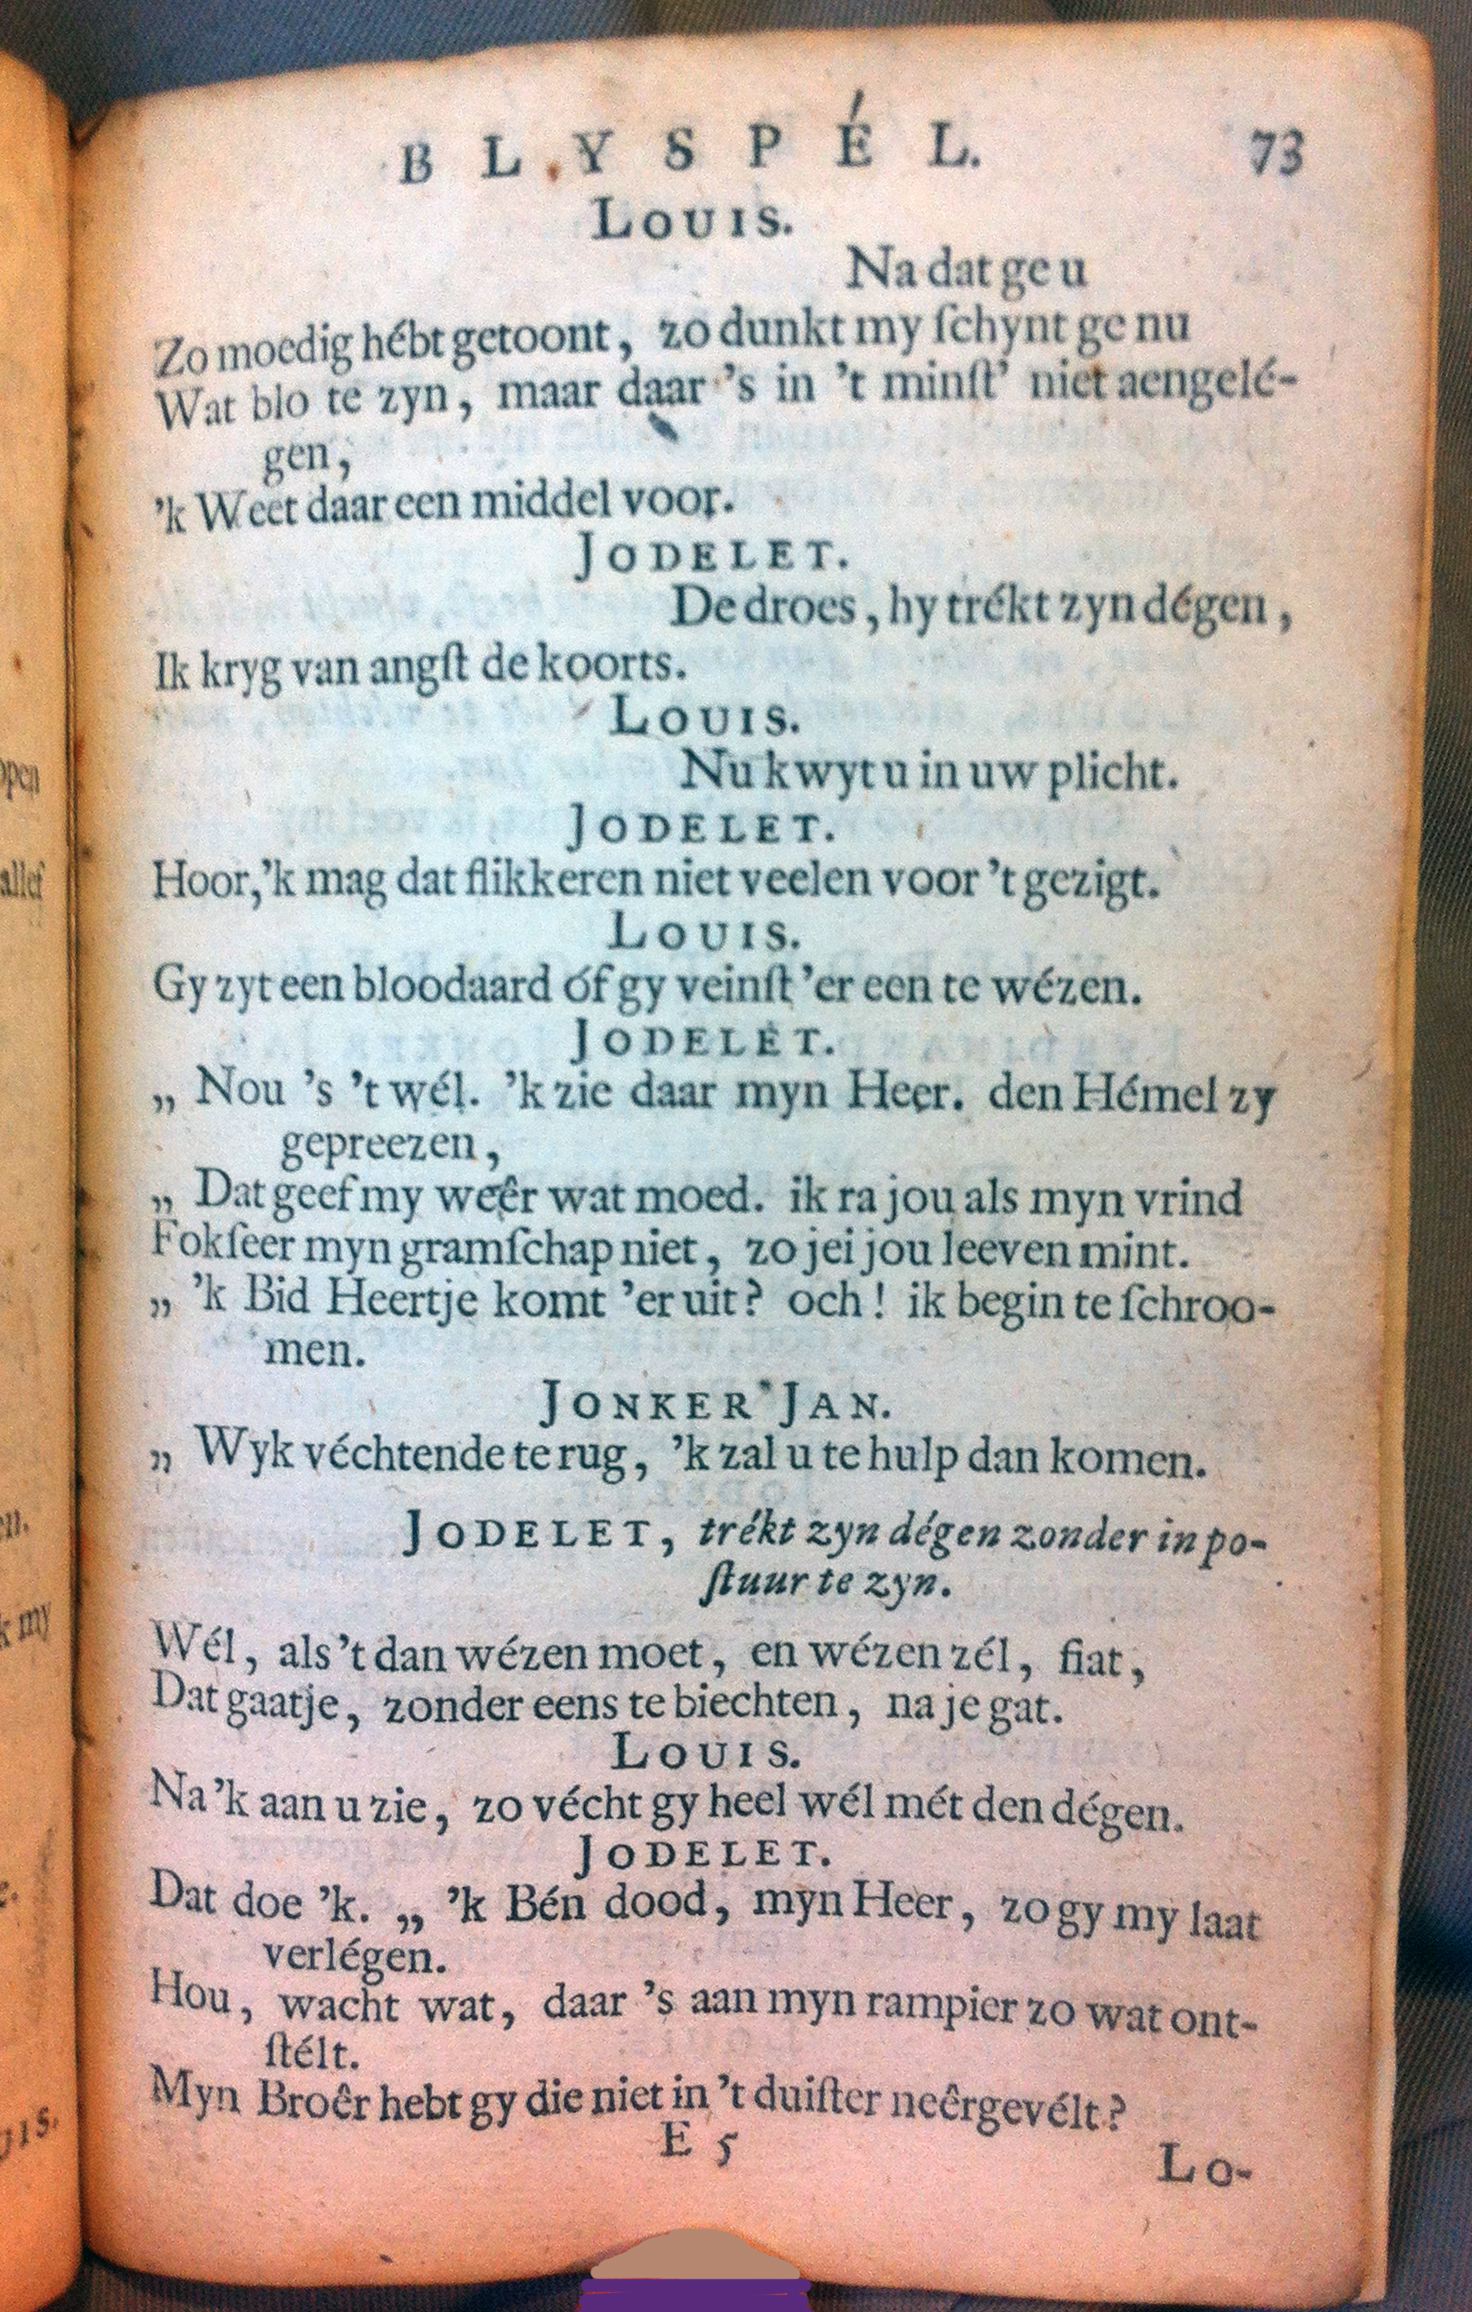 BLYSPÉL. 73
LOUIS.
Na dat ge u
Zo moedig hébt getoont, zo dunkt my ſchynt ge nu
Wat blo te zyn, maar daar 's in 't minſt' niet aengelé-
gen,
'k Weet daar een middel voor.
JODELET.
De droes, hy trékt zyn dégen,
Ik kryg van angſt de koorts.
LOUIS.
Nu kwyt u in uw plicht.
JODELET.
Hoor, 'k mag dat flikkeren niet veelen voor 't gezigt.
LOUIS.
Gy zyt een bloodaard óf gy veinſt 'er een te wézen.
JODELET.
„ Nou 's 't wél. 'k zie daar myn Heer. den Hémel zy
gepreezen,
„ Dat geef my weêr wat moed. ik ra jou als myn vrind
Fokſeer myn gramſchap niet, zo jei jou leeven mint.
„ 'k Bid Heertje komt 'er uit? och! ik begin te ſchroo-
men.
JONKER JAN.
„ Wyk véchtende te rug, 'k zal u te hulp dan komen.
JODELET, trékt zyn dégen zonder in po-
ſtuur te zyn.
Wél, als 't dan wézen moet, en wézen zél, fiat,
Dat gaatje, zonder eens te biechten, na je gat.
LOUIS.
Na 'k aan u zie, zo vécht gy heel wél mét den dégen.
JODELET.
Dat doe 'k. „ 'k Bén dood, myn Heer, zo gy my laat
verlégen.
Hou, wacht wat, daar 's aan myn rampier zo wat ont-
ſtélt.
Myn Broêr hebt gy die niet in 't duiſter neêrgevélt?
E 5
LO-